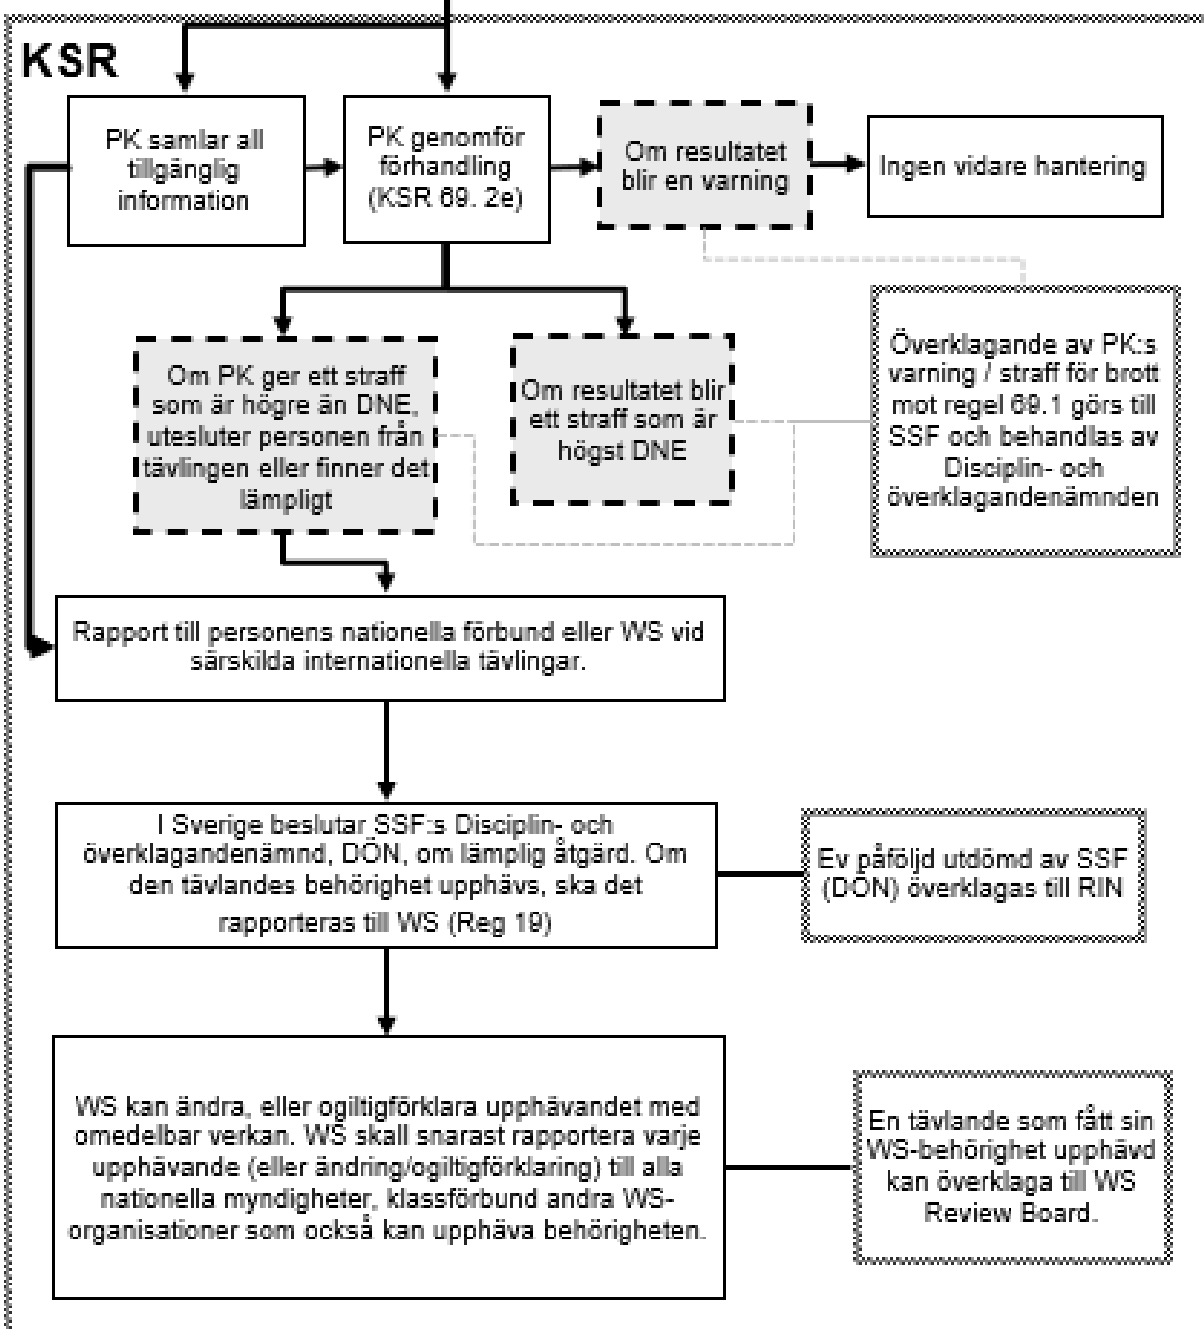 KSR
PK samlar all
tillgänglig
information
PK genomför
förhandling
(KSR 69. 2e)
Om resultatet
blir en varning
Ingen vidare hantering
Om PK ger ett straff
som är högre än DNE,
utesluter personen från
tävlingen eller finner det
lämpligt
Om resultatet blir
ett straff som är
högst DNE
Överklagande av PK:s
varning / straff för brott
mot regel 69.1 görs till
SSF och behandlas av
Disciplin- och
överklagandenämnden
Rapport till personens nationella förbund eller WS vid
särskilda internationella tävlingar.
I Sverige beslutar SSF:s Disciplin- och
överklagandenämnd, DÖN, om lämplig åtgärd. Om
den tävlandes behörighet upphävs, ska det
rapporteras till WS (Reg 19)
Ev påföljd utdömd av SSF
(DÖN) överklagas till RIN
WS kan ändra, eller ogiltigförklara upphävandet med
omedelbar verkan. WS skall snarast rapportera varje
upphävande (eller ändring/ogiltigförklaring) till alla
nationella myndigheter, klassförbund andra WS-
organisationer som också kan upphäva behörigheten.
En tävlande som fått sin
WS-behörighet upphävd
kan överklaga till WS
Review Board.